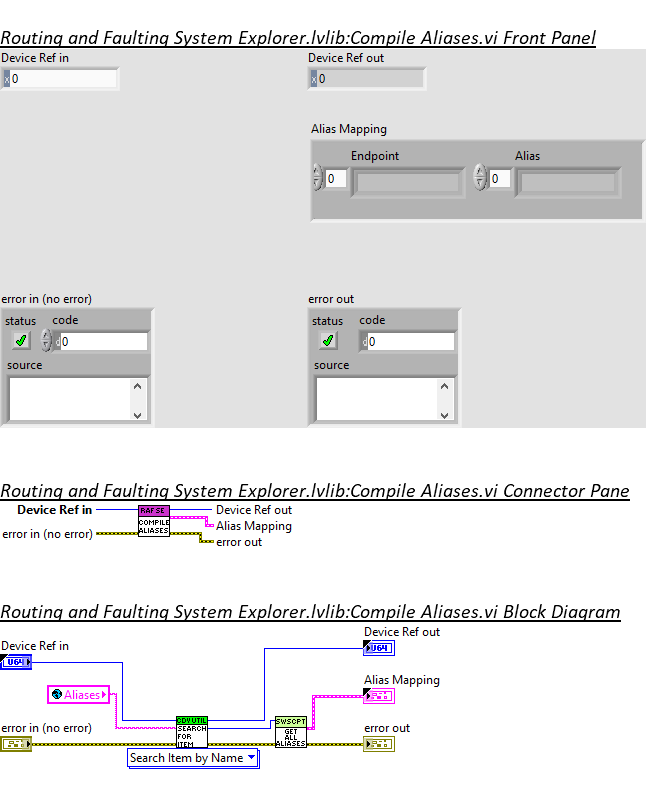 Routing and Faulting System Explorer.lvlib:Compile Aliases.vi Front Panel
Device Ref in
Device Ref out
x 0
x 0
Alias Mapping
Endpoint
Alias
0
0
error in (no error)
error out
status
code
status
code
d 0
d 0
source
source
Routing and Faulting System Explorer.lvlib:Compile Aliases.vi Connector Pane
Device Ref in
RAFSE
COMPILE
ALIASES
Device Ref out
Alias Mapping
error in (no error)
error out
Routing and Faulting System Explorer.lvlib:Compile Aliases.vi Block Diagram
Device Ref out
Device Ref in
U64
U64
Alias Mapping
Aliases
error in (no error)
CDVUTIL
SEARCH
FOR
ITEM
SWSCPT
GET
ALL
ALIASES
error out
Search Item by Name